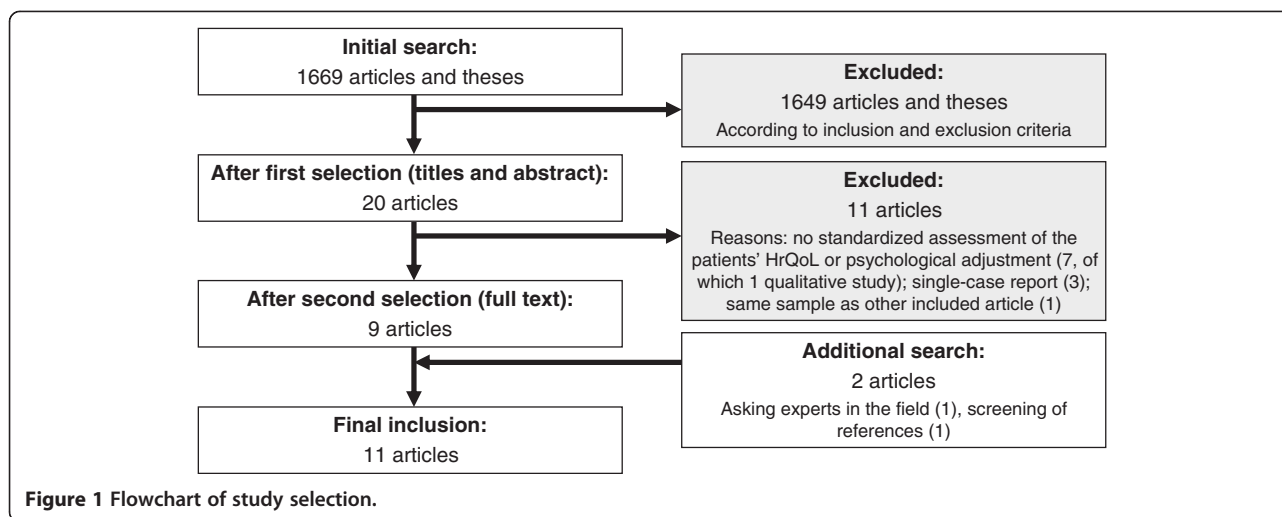 Initial search:
1669 articles and theses
Excluded:
1649 articles and theses
According to inclusion and exclusion criteria
After first selection (titles and abstract):
20 articles
Excluded:
11 articles
Reasons: no standardized assessment of the
patients' HrQoL or psychological adjustment (7, of
which 1 qualitative study); single-case report (3);
same sample as other included article (1)
After second selection (full text):
9 articles
Additional search:
2 articles
Asking experts in the field (1), screening of
references (1)
Final inclusion:
11 articles
Figure 1 Flowchart of study selection.